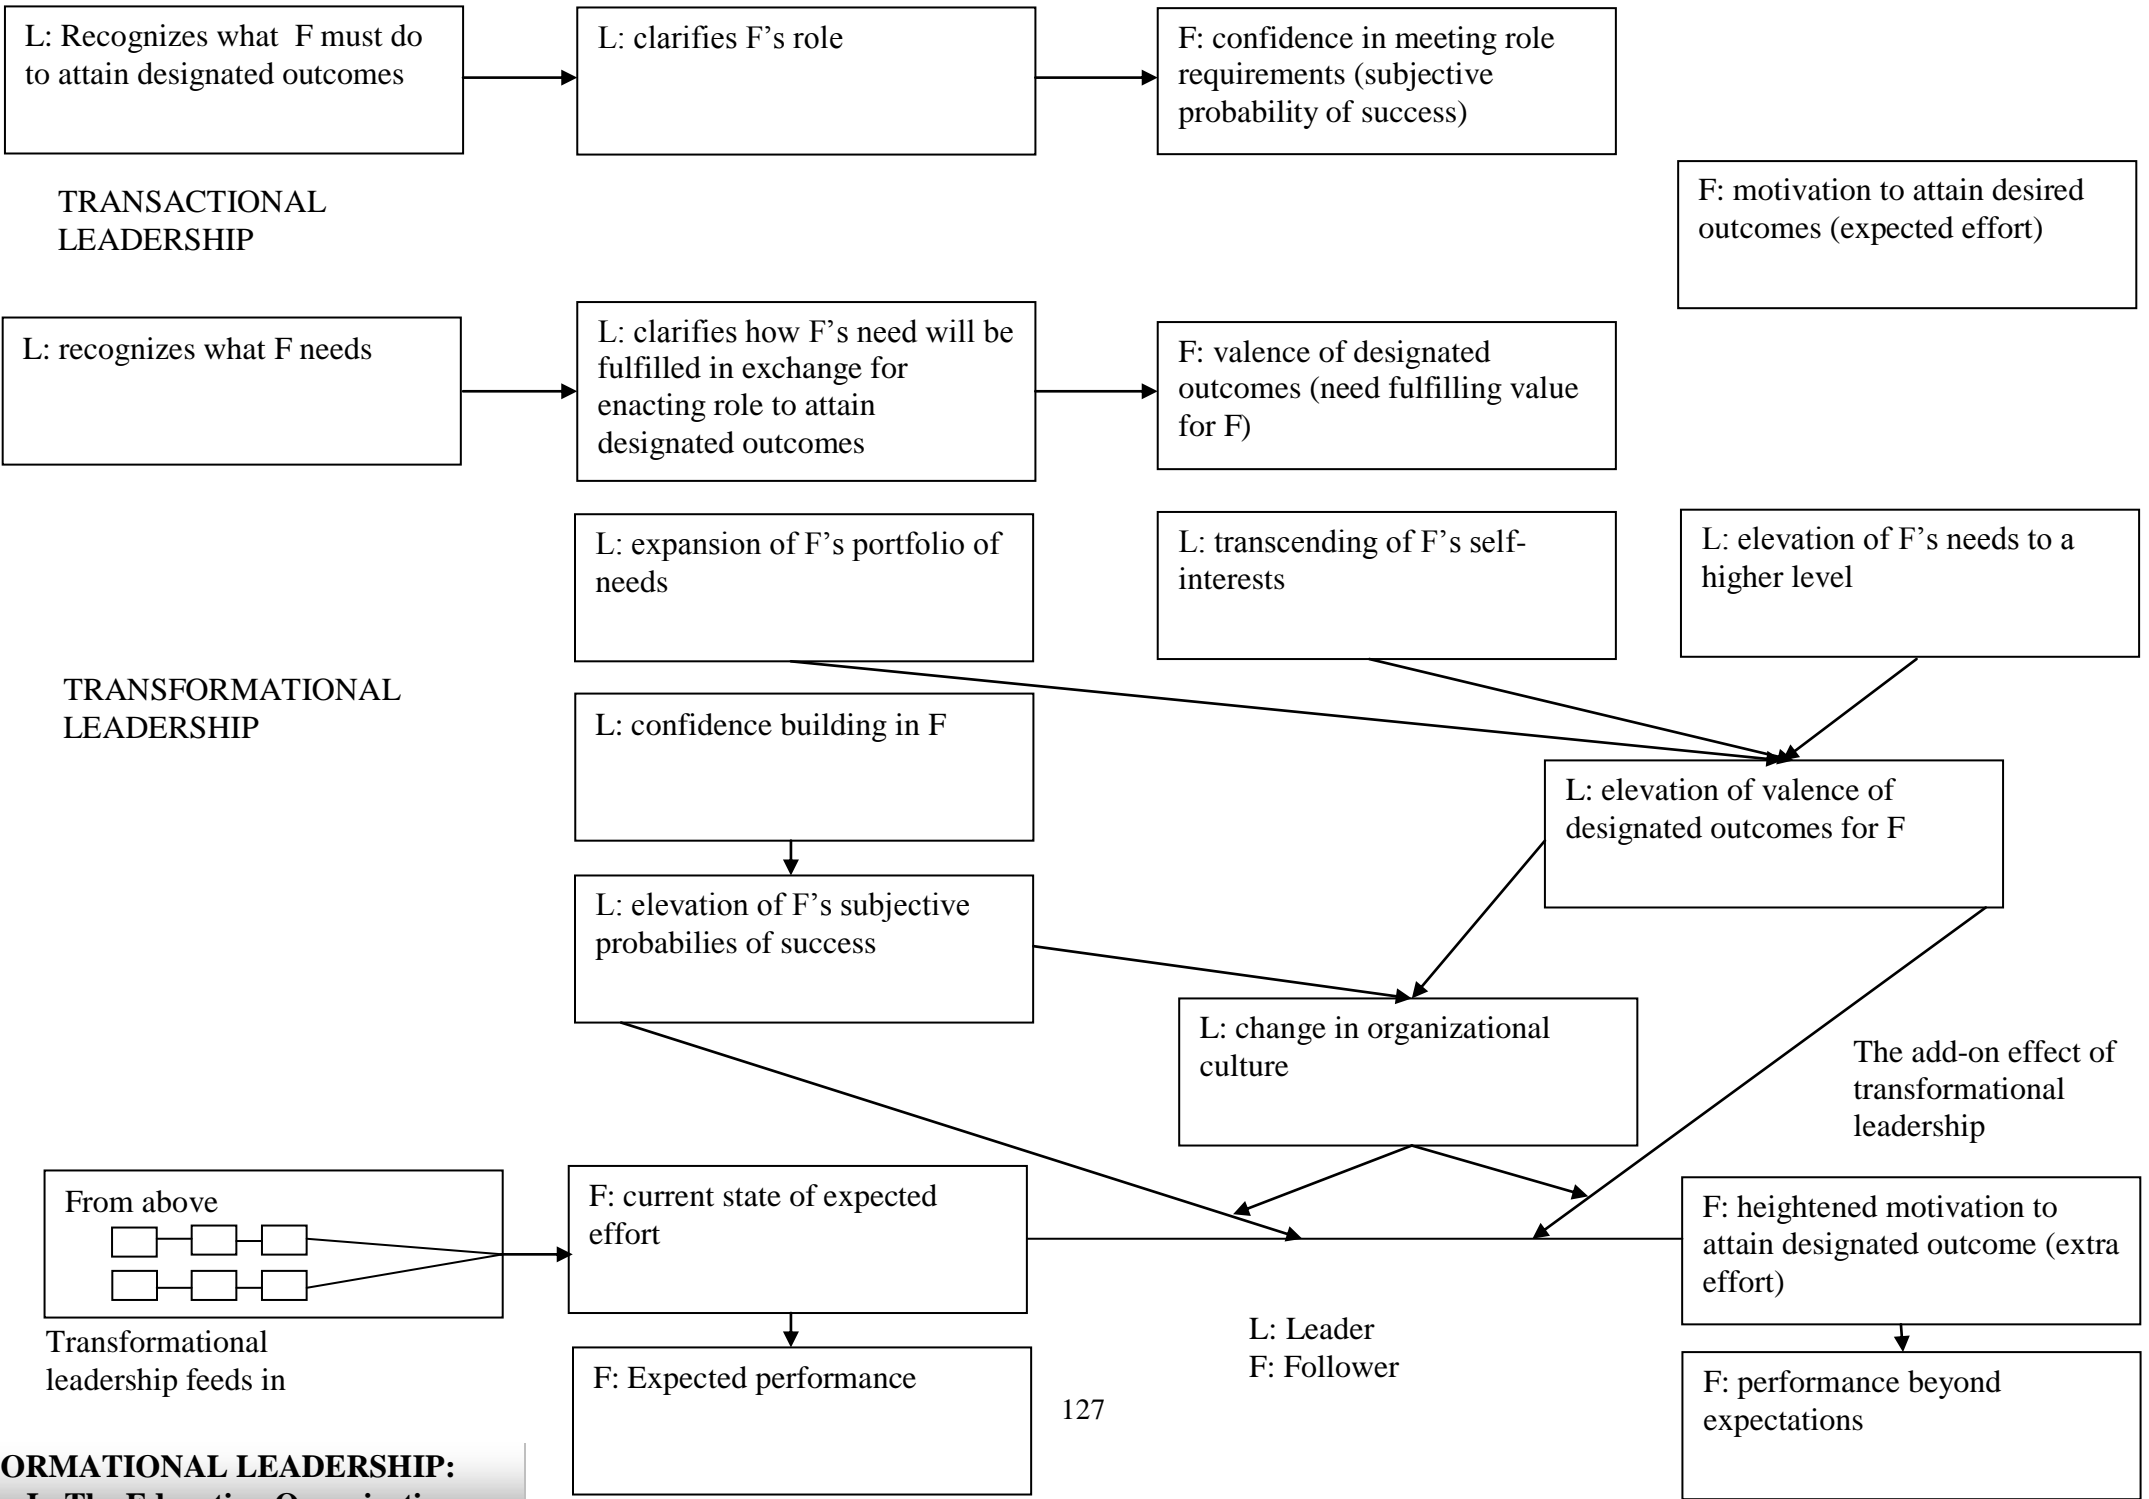 L: Recognizes what F must do
to attain designated outcomes
L: clarifies F’s role
F: confidence in meeting role
requirements (subjective
probability of success)
TRANSACTIONAL
LEADERSHIP
F: motivation to attain desired
outcomes (expected effort)
L: recognizes what F needs
L: clarifies how F’s need will be
fulfilled in exchange for
enacting role to attain
designated outcomes
F: valence of designated
outcomes (need fulfilling value
for F)
L: expansion of F’s portfolio of
needs
L: transcending of F’s self-
interests
L: elevation of F’s needs to a
higher level
TRANSFORMATIONAL
LEADERSHIP
L: confidence building in F
L: elevation of valence of
designated outcomes for F
L: elevation of F’s subjective
probabilies of success
L: change in organizational
culture
The add-on effect of
transformational
leadership
From above
F: current state of expected
effort
F: heightened motivation to
attain designated outcome (extra
effort)
Transformational
leadership feeds in
L: Leader
F: Follower
F: Expected performance
F: performance beyond
expectations
127
ORMATIONAL LEADERSHIP: